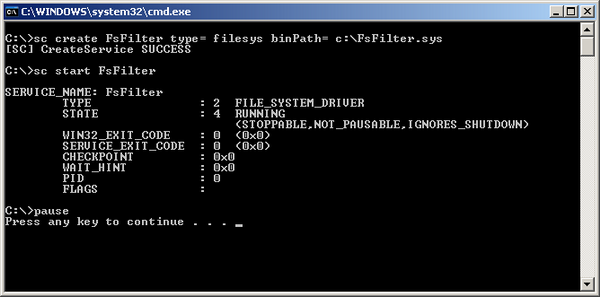 C:\WINDOWS\system32\cmd.exe
C:\>sc create FsFilter type= filesys binPath= c:\FsFilter.sys
[SC] CreateService SUCCESS
C:\>sc start FsFilter
SERVICE_NAME: FsFilter
TYPE : 2 FILE_SYSTEM_DRIVER
STATE : 4 RUNNING
(STOPPABLE,NOT_PAUSABLE,IGNORES_SHUTDOWN)
WIN32_EXIT_CODE : 0 (0x0)
SERVICE_EXIT_CODE : 0 (0x0)
CHECKPOINT : 0x0
WAIT_HINT : 0x0
PID : 0
FLAGS :
C:\>pause
Press any key to continue . . . _